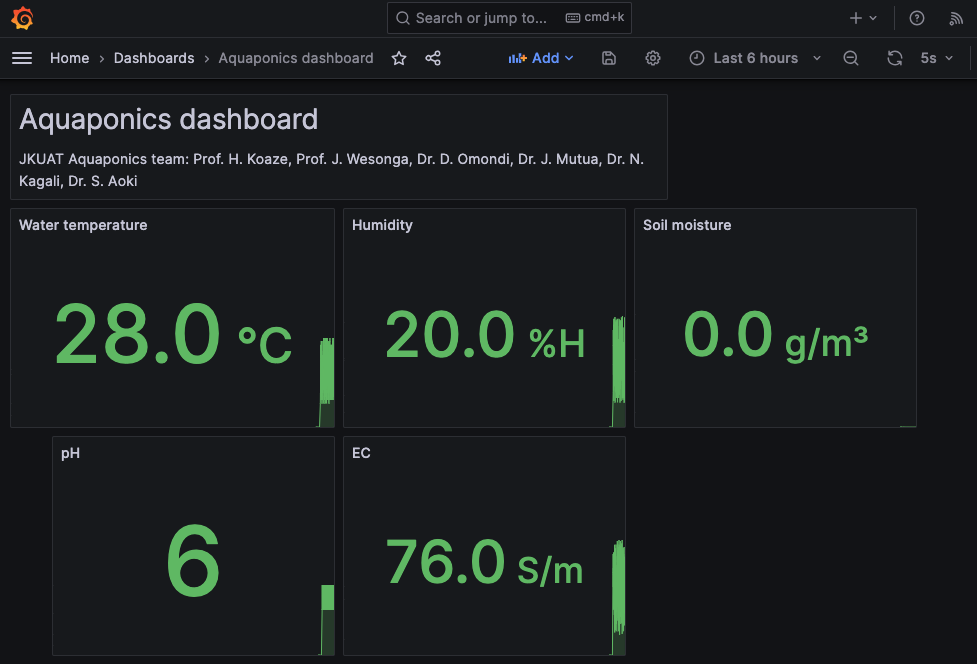 Search or jump to... cmd+k
Home › Dashboards › Aquaponics dashboard Add Last 6 hours 5s
Aquaponics dashboard
JKUAT Aquaponics team: Prof. H. Koaze, Prof. J. Wesonga, Dr. D. Omondi, Dr. J. Mutua, Dr. N.
Kagali, Dr. S. Aoki
Water temperature
28.0 °C
Humidity
20.0 %H
Soil moisture
0.0 g/m³
pH
6
EC
76.0 S/m